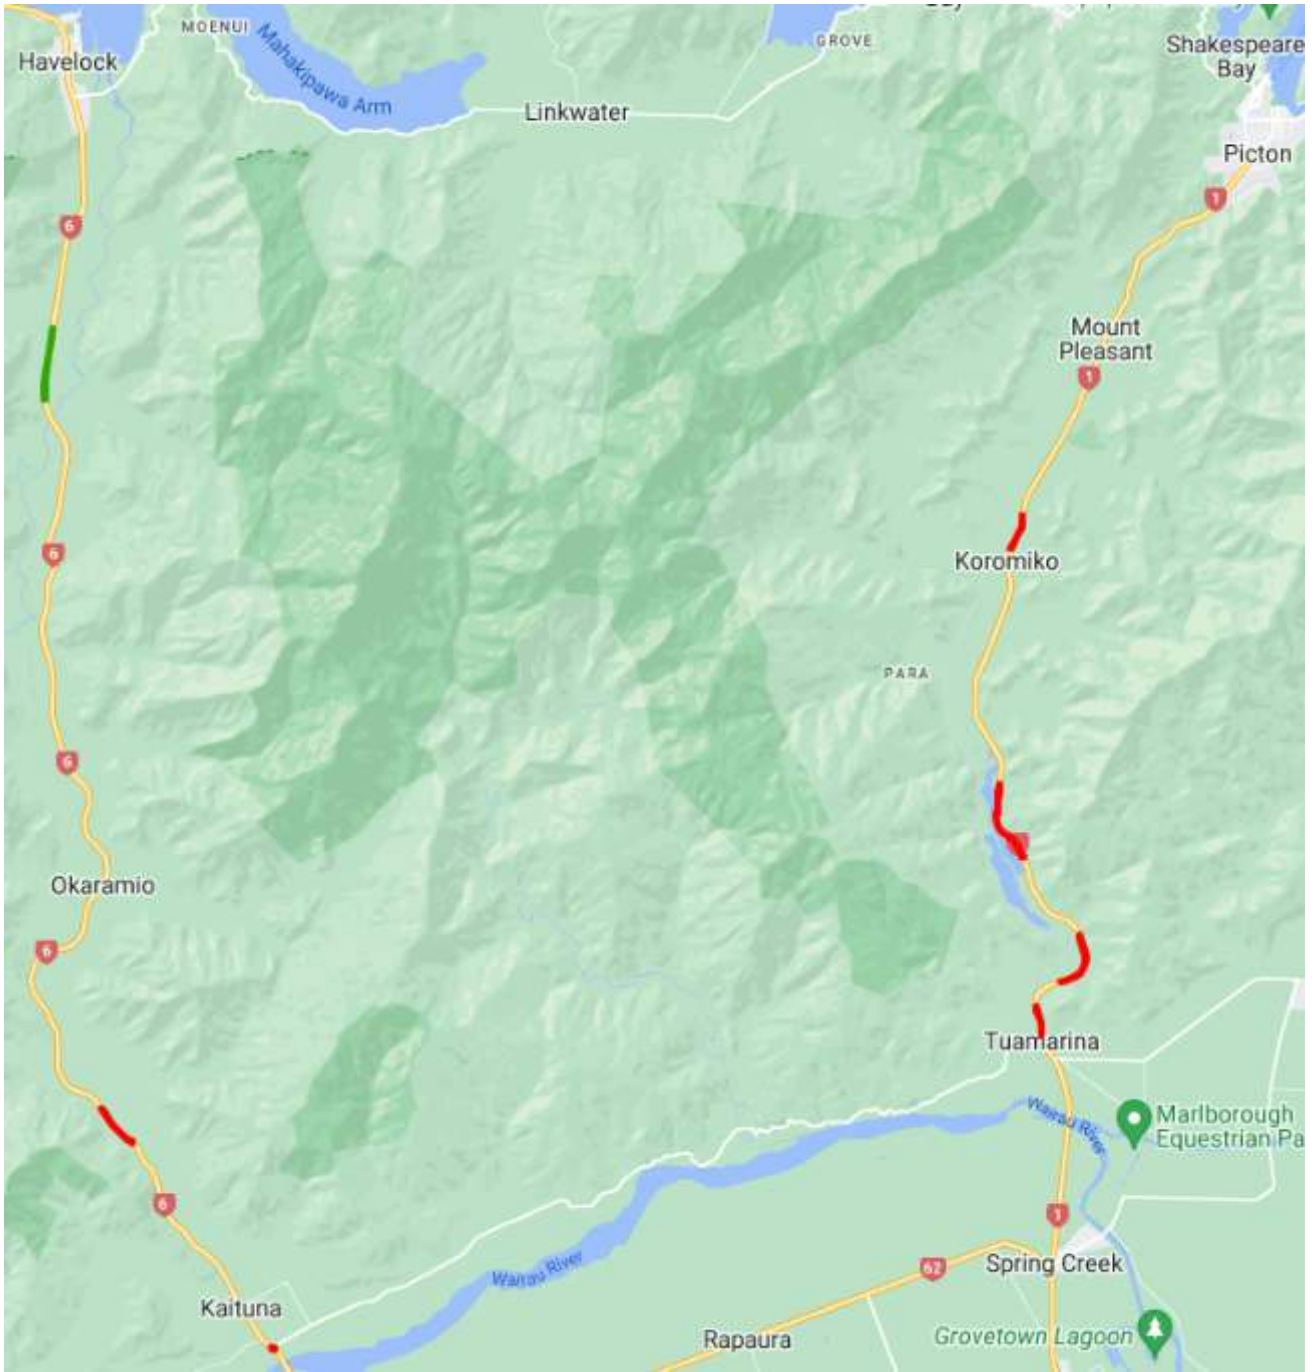 MOENUI
Havelock
Mahakipawa Arm
GROVE
Shakespeare
Bay
Linkwater
Picton
1
6
Mount
Pleasant
1
6
Koromiko
PARA
6
Okaramio
6
Tuamarina
Wairau River
Marlborough
Equestrian Pa
6
1
Spring Creek
62
Wairau River
Kaituna
Rapaura
Grovetown Lagoon